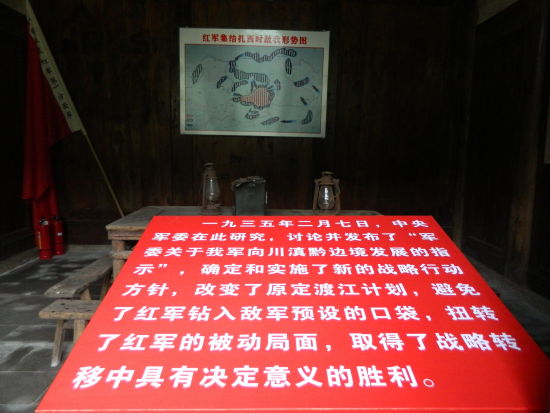 红军集结扎西时敌我形势图
一九三五年二月七日，中央
军委在此研究，讨论并发布了“军
委关于我军向川滇黔边境发展的指
示”，确定和实施了新的战略行动
方针，改变了原定渡江计划，避免
了红军钻入敌军预设的口袋，扭转
了红军的被动局面，取得了战略转
移中具有决定意义的胜利。